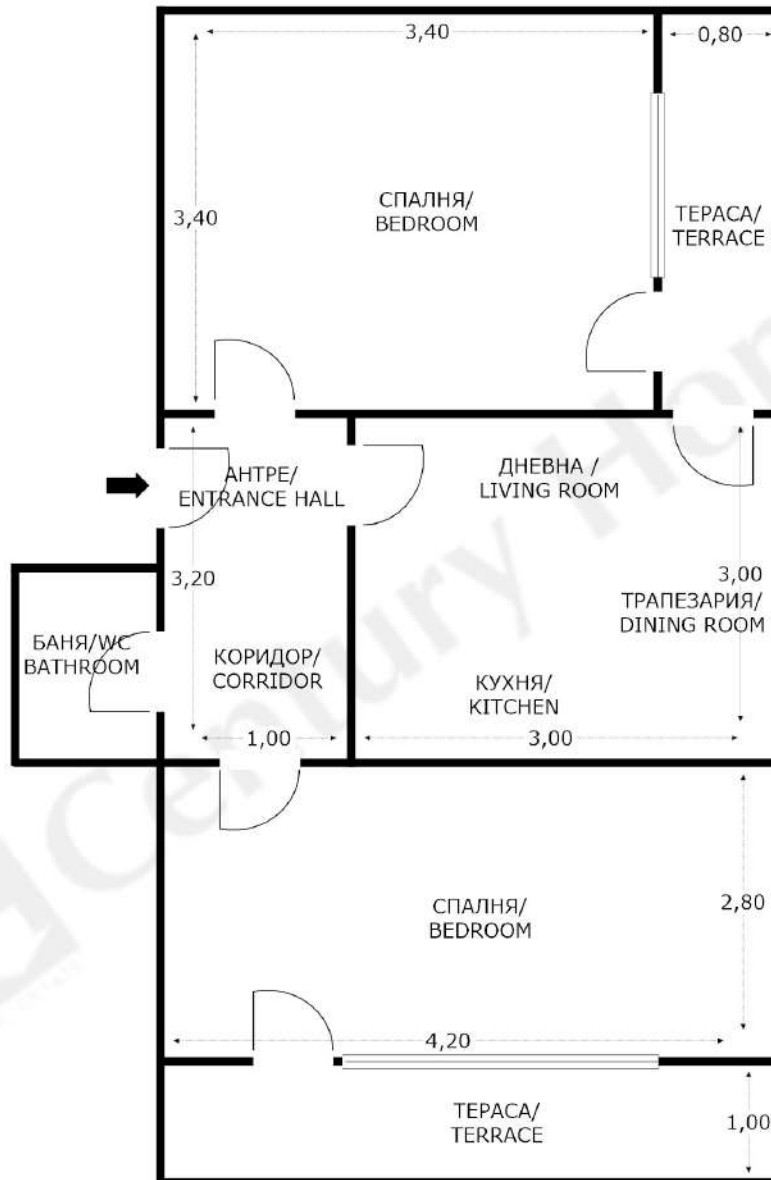 3,40
0,80
СПАЛНЯ/
BEDROOM
3,40
ТЕРАСА/
TERRACE
АНТРЕ/
ENTRANCE HALL
ДНЕВНА /
LIVING ROOM
3,20
3,00
ТРАПЕЗАРИЯ/
DINING ROOM
БАНЯ/WC
BATHROOM
КОРИДОР/
CORRIDOR
КУХНЯ/
KITCHEN
1,00
3,00
СПАЛНЯ/
BEDROOM
2,80
4,20
ТЕРАСА/
TERRACE
1,00
Century Hom